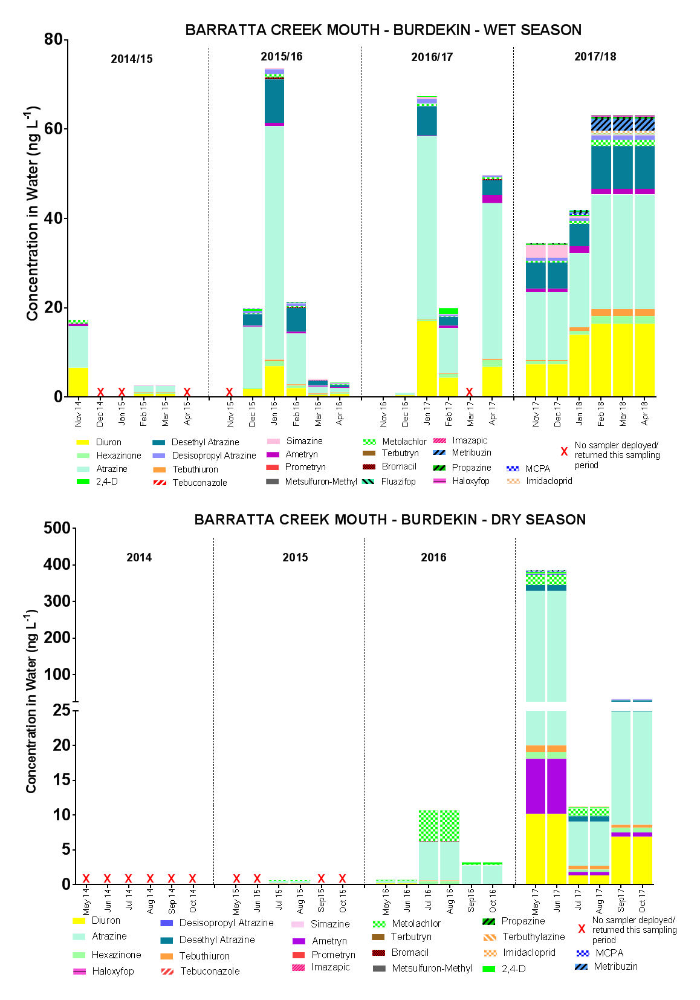 BARRATTA CREEK MOUTH - BURDEKIN - WET SEASON
80
60
40
20
0
Concentration in Water (ng L-1)
2014/15
2015/16
2016/17
2017/18
Nov 14
Dec 14
Jan 15
Feb 15
Mar 15
Apr 15
Nov 15
Dec 15
Jan 16
Feb 16
Mar 16
Apr 16
Nov 16
Dec 16
Jan 17
Feb 17
Mar 17
Apr 17
Nov 17
Dec 17
Jan 18
Feb 18
Mar 18
Apr 18
X X X X X
Diuron
Hexazinone
Atrazine
2,4-D
Desethyl Atrazine
Desisopropyl Atrazine
Tebuthiuron
Tebuconazole
Simazine
Ametryn
Prometryn
Metsulfuron-Methyl
Metolachlor
Terbutryn
Bromacil
Fluazifop
Imazapic
Metribuzin
Propazine
Haloxyfop
MCPA
Imidacloprid
X No sampler deployed/
returned this sampling
period
BARRATTA CREEK MOUTH - BURDEKIN - DRY SEASON
500
400
300
200
100
25
20
15
10
5
0
Concentration in Water (ng L-1)
2014
2015
2016
X X X X X X X X X X
May 14
Jun 14
Jul 14
Aug 14
Sep 14
Oct 14
May 15
Jun 15
Jul 15
Aug 15
Sep15
Oct 15
May 16
Jun 16
Jul 16
Aug 16
Sep16
Oct 16
May 17
Jun 17
Jul 17
Aug 17
Sep17
Oct 17
Diuron
Atrazine
Hexazinone
Haloxyfop
Desisopropyl Atrazine
Desethyl Atrazine
Tebuthiuron
Tebuconazole
Simazine
Ametryn
Prometryn
Imazapic
Metolachlor
Terbutryn
Bromacil
Metsulfuron-Methyl
Propazine
Terbuthylazine
Imidacloprid
2,4-D
X No sampler deployed/
returned this sampling
period
MCPA
Metribuzin